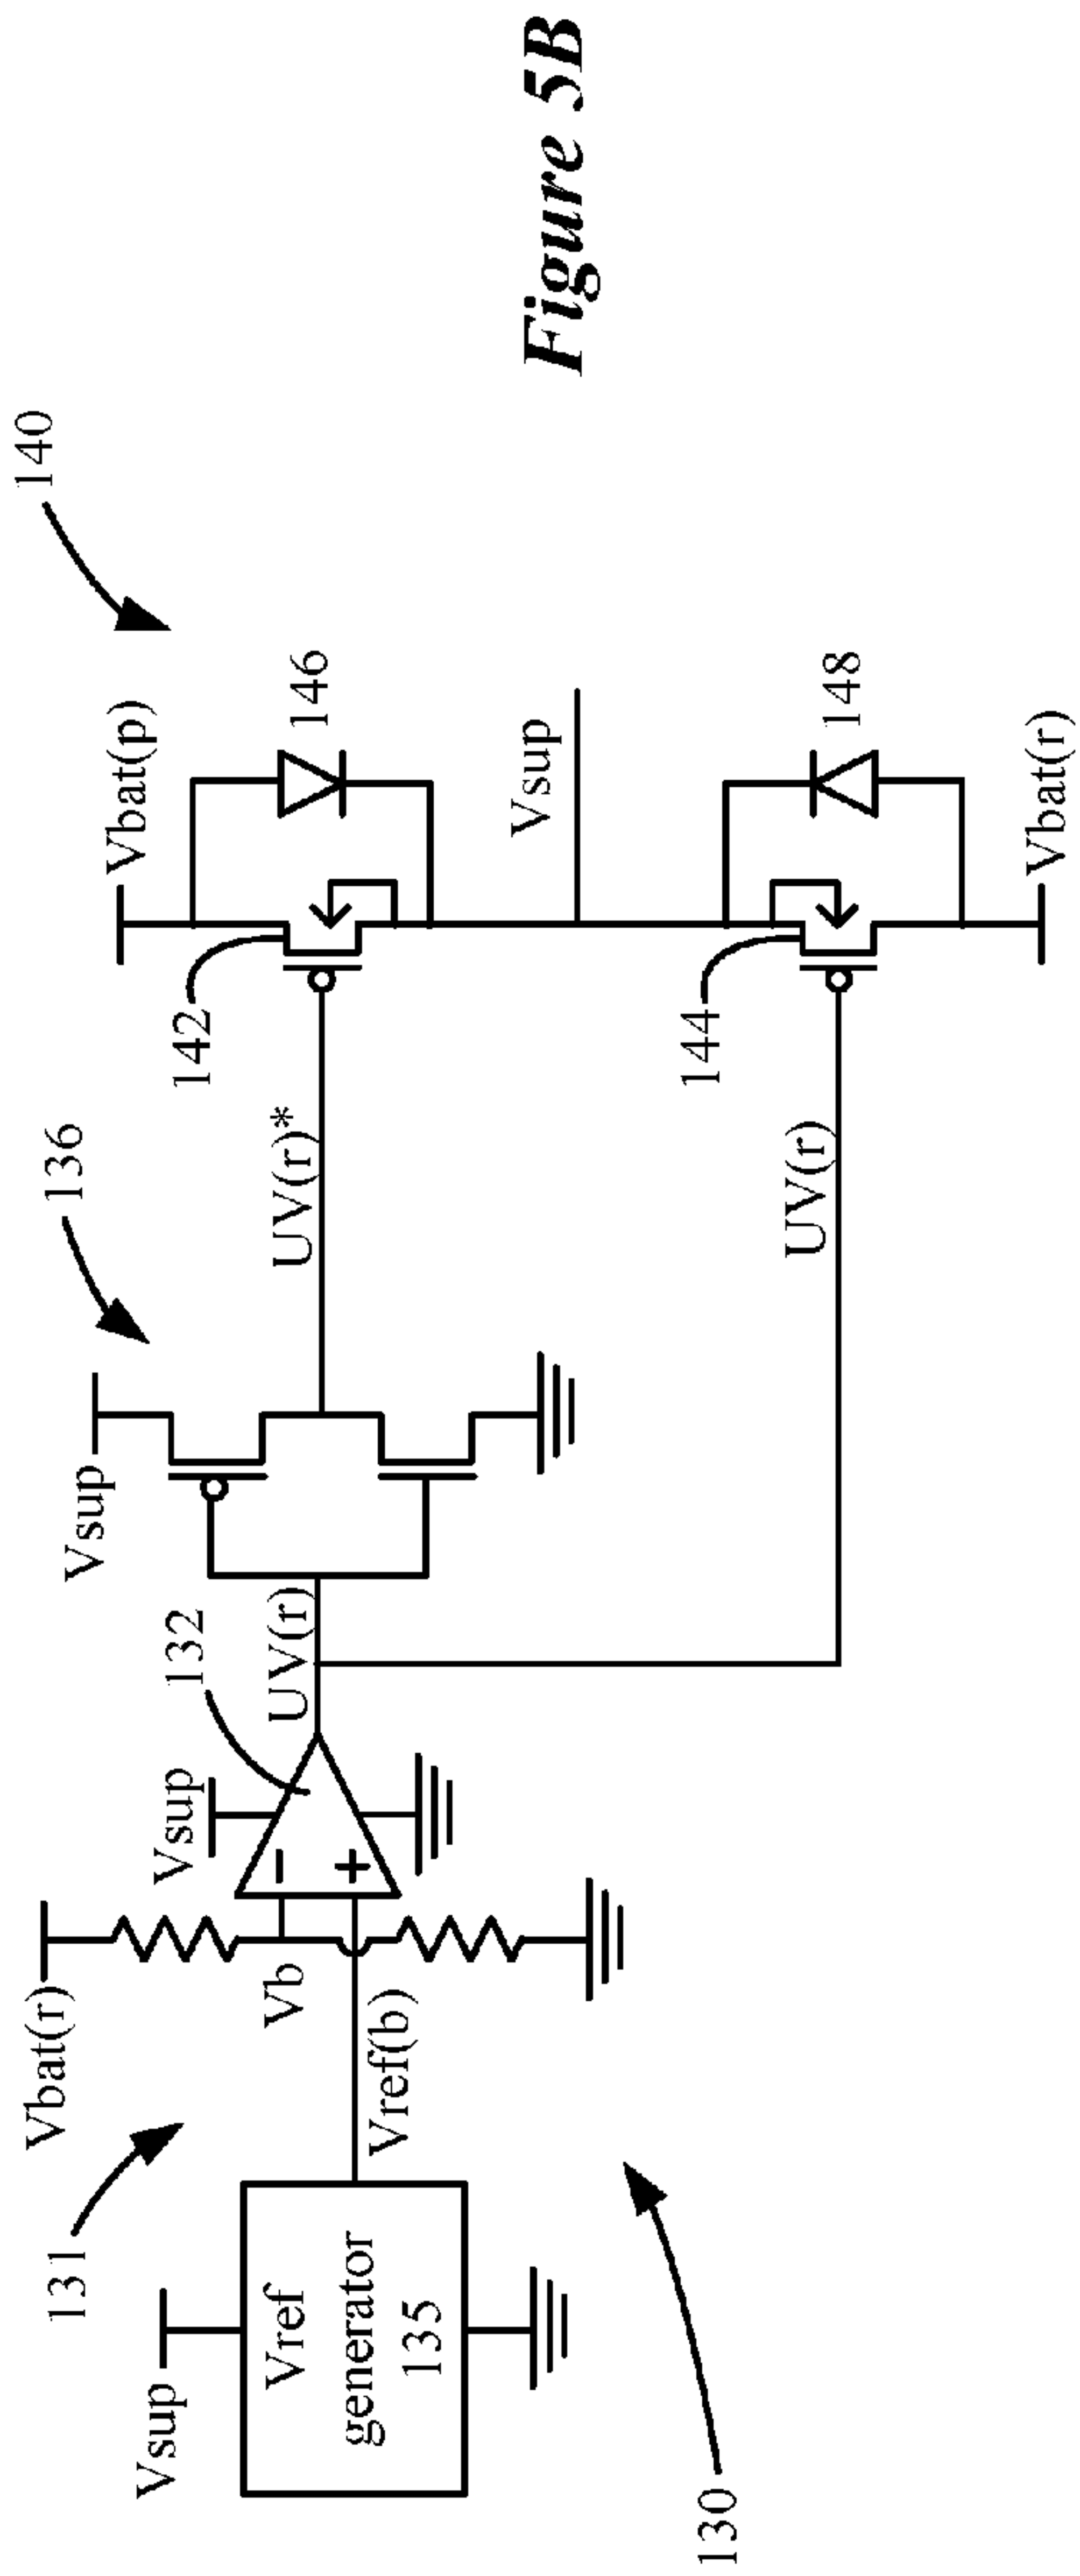 Vbat(r)
131
Vsup
Vref
generator
135
Vref(b)
Vb
130
Vsup
132
UV(r)
Vsup
136
UV(r)*
UV(r)
142
144
Vbat(p)
146
Vsup
148
Vbat(r)
140
Figure 5B